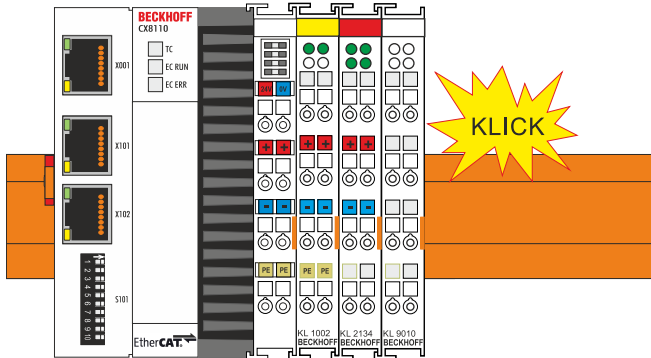 BECKHOFF
CX8110
TC
EC RUN
EC ERR
X001
X101
X102
S101
1 2 3 4 5 6 7 8 9 10
EtherCAT.
24V 0V
+ +
- -
PE PE
+ +
- -
PE PE
KL 1002
BECKHOFF
+ +
- -
KL 2134
BECKHOFF
KL 9010
BECKHOFF
KLICK